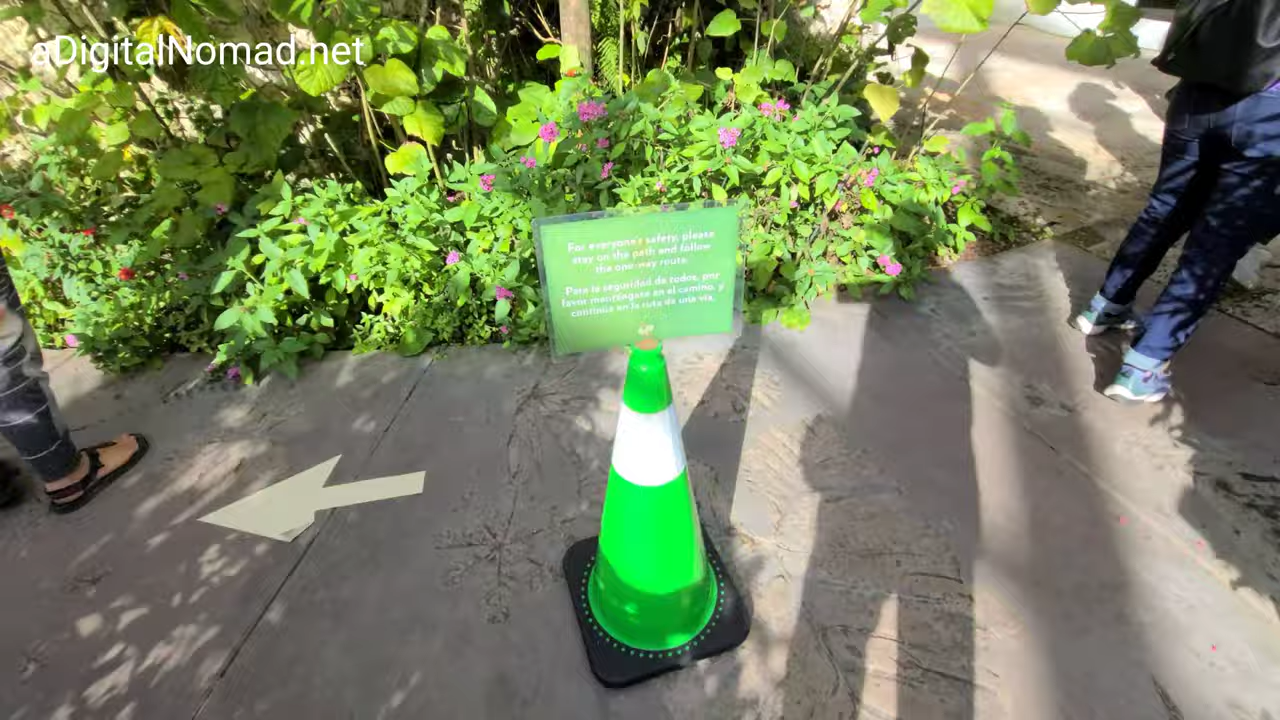 aDigitalNomad.net
For everyone's safety, please
stay on the path and follow
the one-way route.
Para la seguridad de todos, por
favor manténgase en el camino, y
continúe en la ruta de una vía.